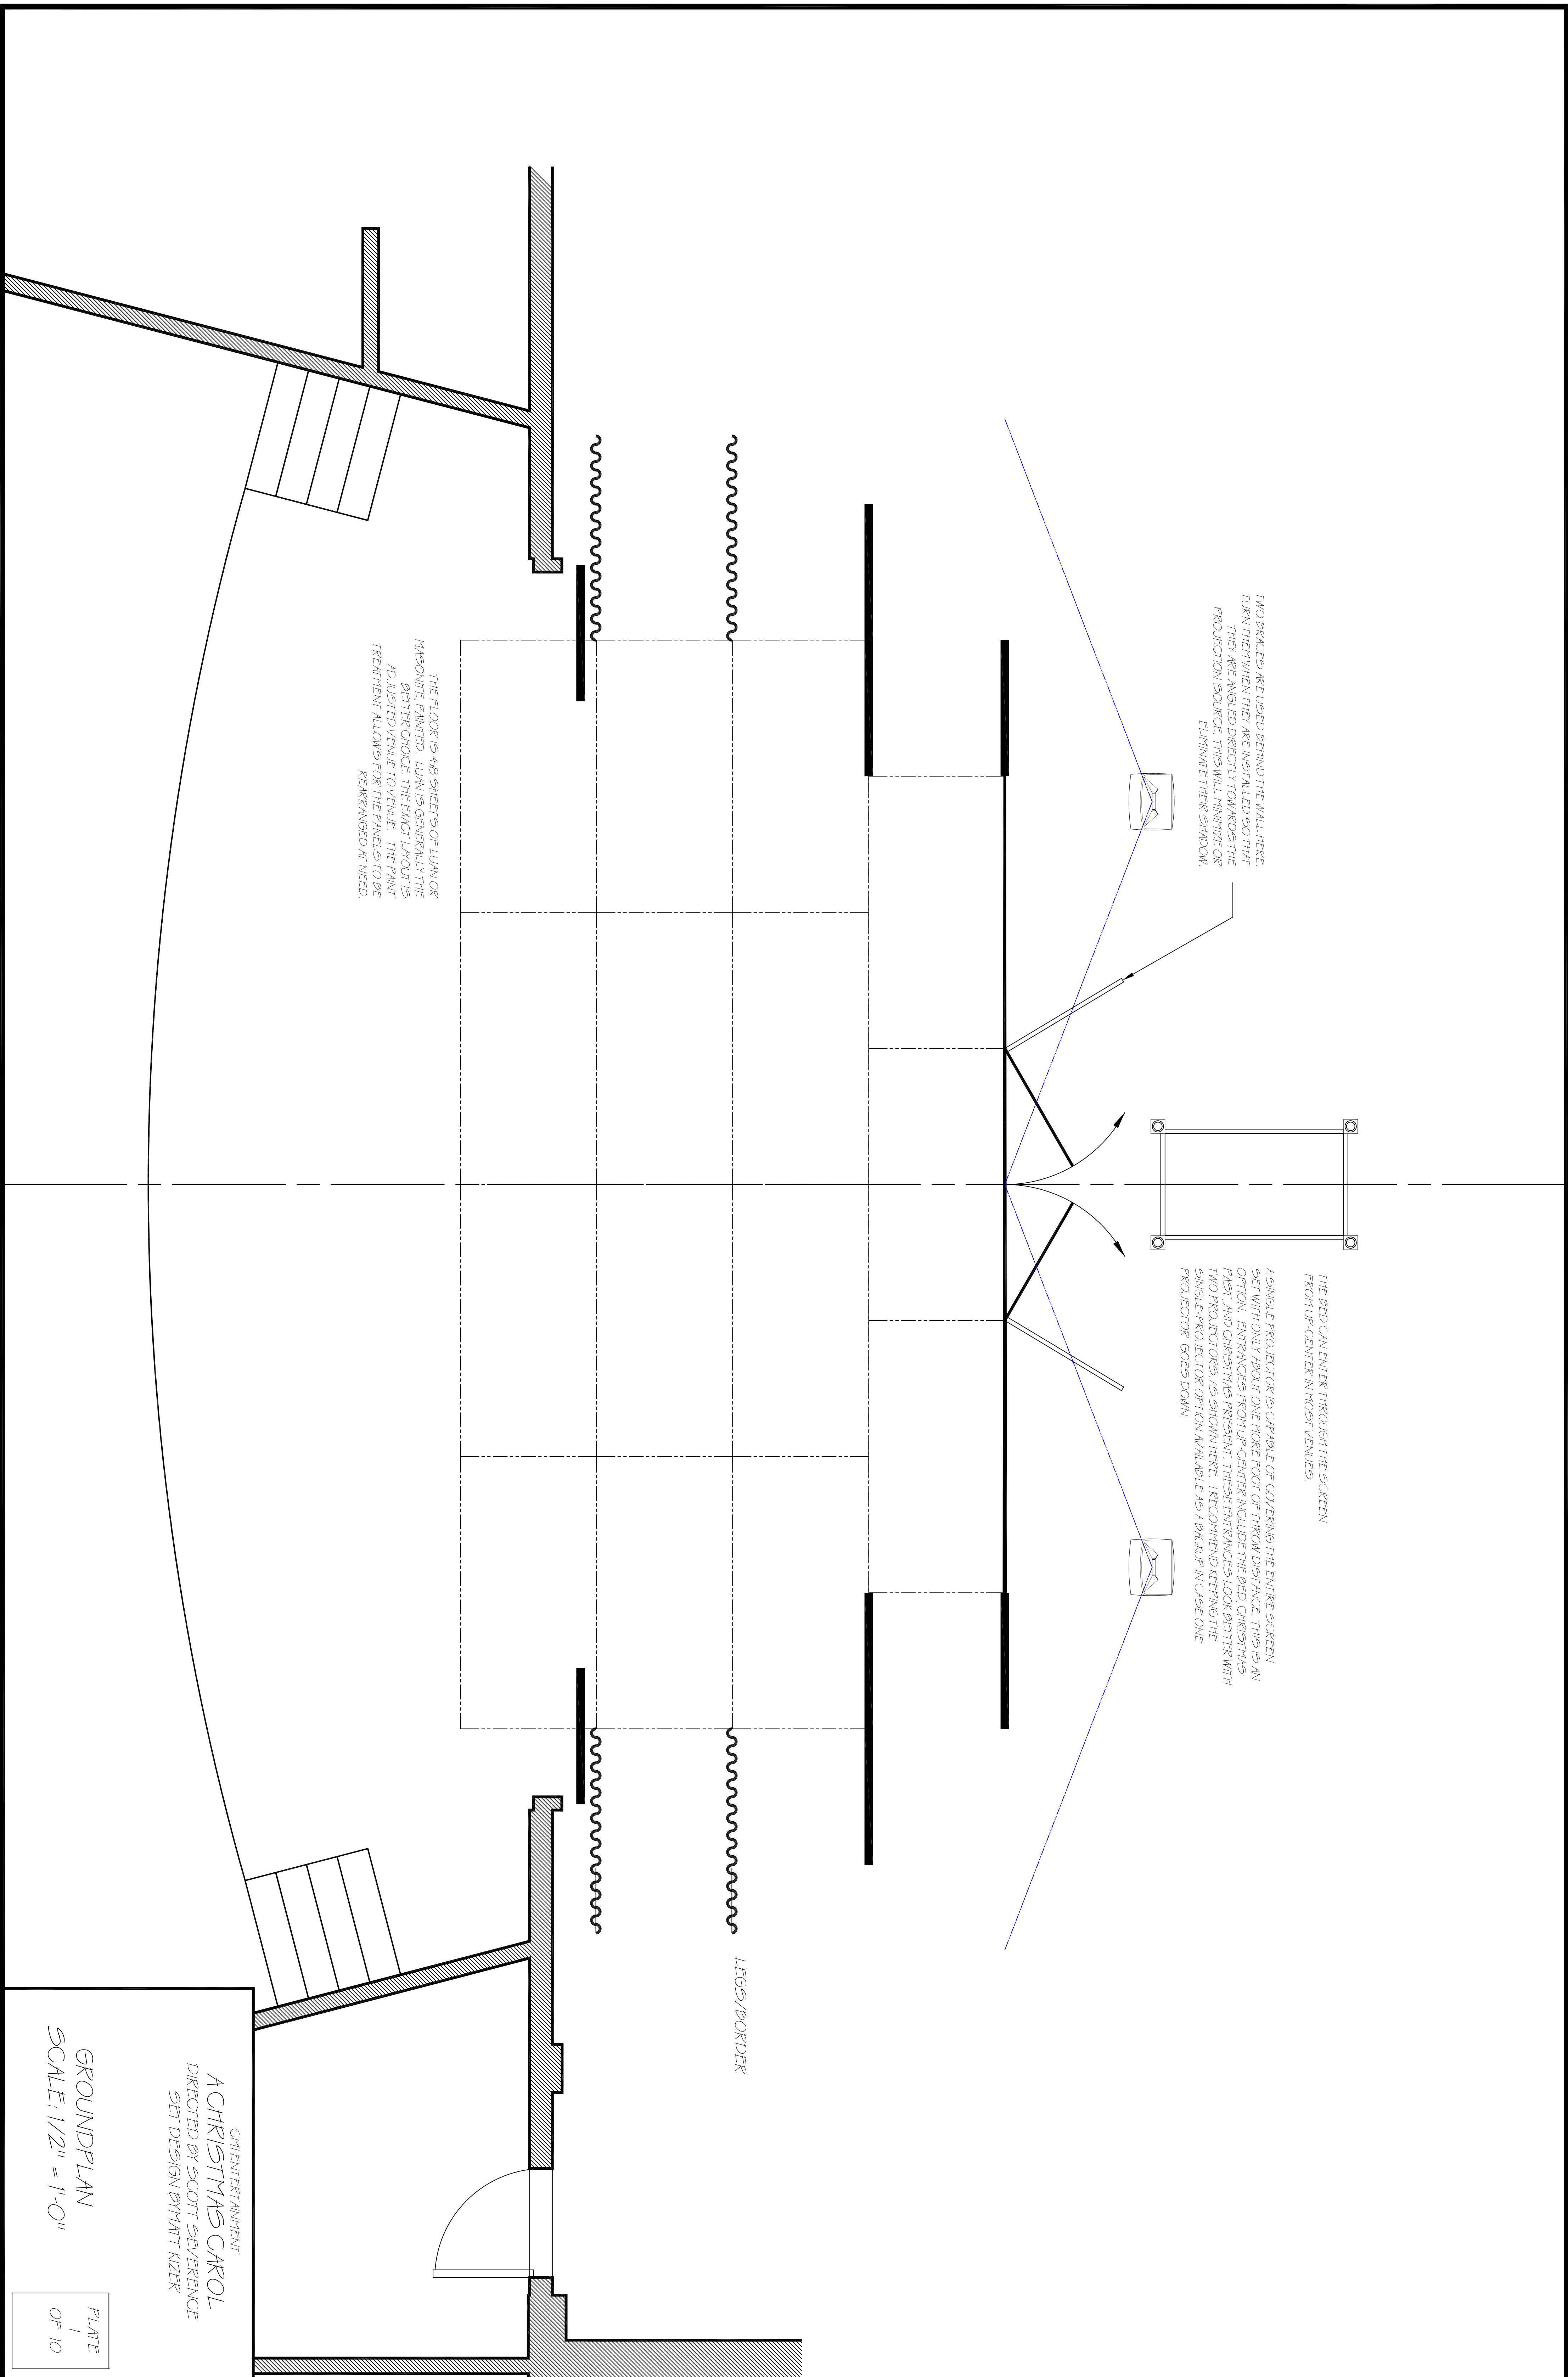 TWO BRACES ARE USED BEHIND THE WALL HERE.
TURN THEM WHEN THEY ARE INSTALLED SO THAT
THEY ARE ANGLED DIRECTLY TOWARDS THE
PROJECTION SOURCE. THIS WILL MINIMIZE OR
ELIMINATE THEIR SHADOW.
THE BED CAN ENTER THROUGH THE SCREEN
FROM UP-CENTER IN MOST VENUES.
A SINGLE PROJECTOR IS CAPABLE OF COVERING THE ENTIRE SCREEN
SET WITH ONLY ABOUT ONE MORE FOOT OF THROW DISTANCE. THIS IS AN
OPTION. ENTRANCES FROM UP-CENTER INCLUDE THE BED, CHRISTMAS
PAST, AND CHRISTMAS PRESENT. THESE ENTRANCES LOOK BETTER WITH
TWO PROJECTORS, AS SHOWN HERE. I RECOMMEND KEEPING THE
SINGLE-PROJECTOR OPTION AVAILABLE AS A BACKUP IN CASE ONE
PROJECTOR GOES DOWN.
LEGS/BORDER
THE FLOOR IS 4x8 SHEETS OF LUAN OR
MASONITE, PAINTED. LUAN IS GENERALLY THE
BETTER CHOICE. THE EXACT LAYOUT IS
ADJUSTED VENUE TO VENUE. THE PAINT
TREATMENT ALLOWS FOR THE PANELS TO BE
REARRANGED AT NEED.
CMI ENTERTAINMENT
A CHRISTMAS CAROL
DIRECTED BY SCOTT SEVERENCE
SET DESIGN BY MATT KIZER
GROUNDPLAN
SCALE: 1/2" = 1'-0"
PLATE
1
OF 10